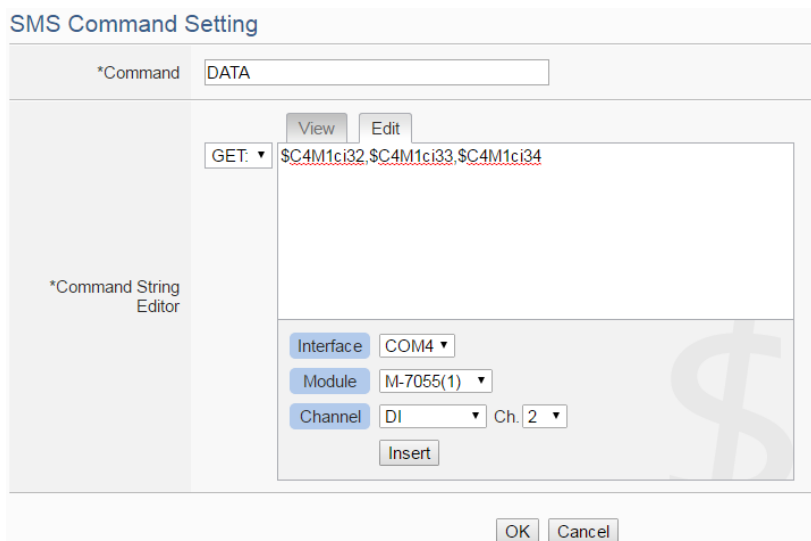 SMS Command Setting
*Command DATA
View Edit
GET: $C4M1ci32,$C4M1ci33,$C4M1ci34
*Command String
Editor
Interface COM4
Module M-7055(1)
Channel DI Ch. 2
Insert
$
OK Cancel